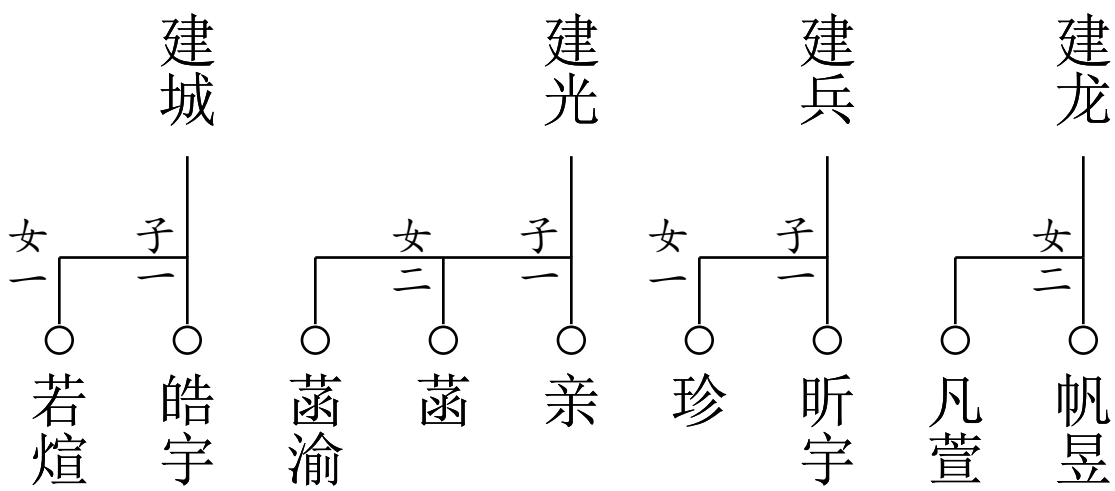 建龙
建兵
建光
建城
女二
子一
女一
子一
女二
子一
女一
帆昱
凡萱
昕宇
珍
亲
菡
菡渝
皓宇
若煊